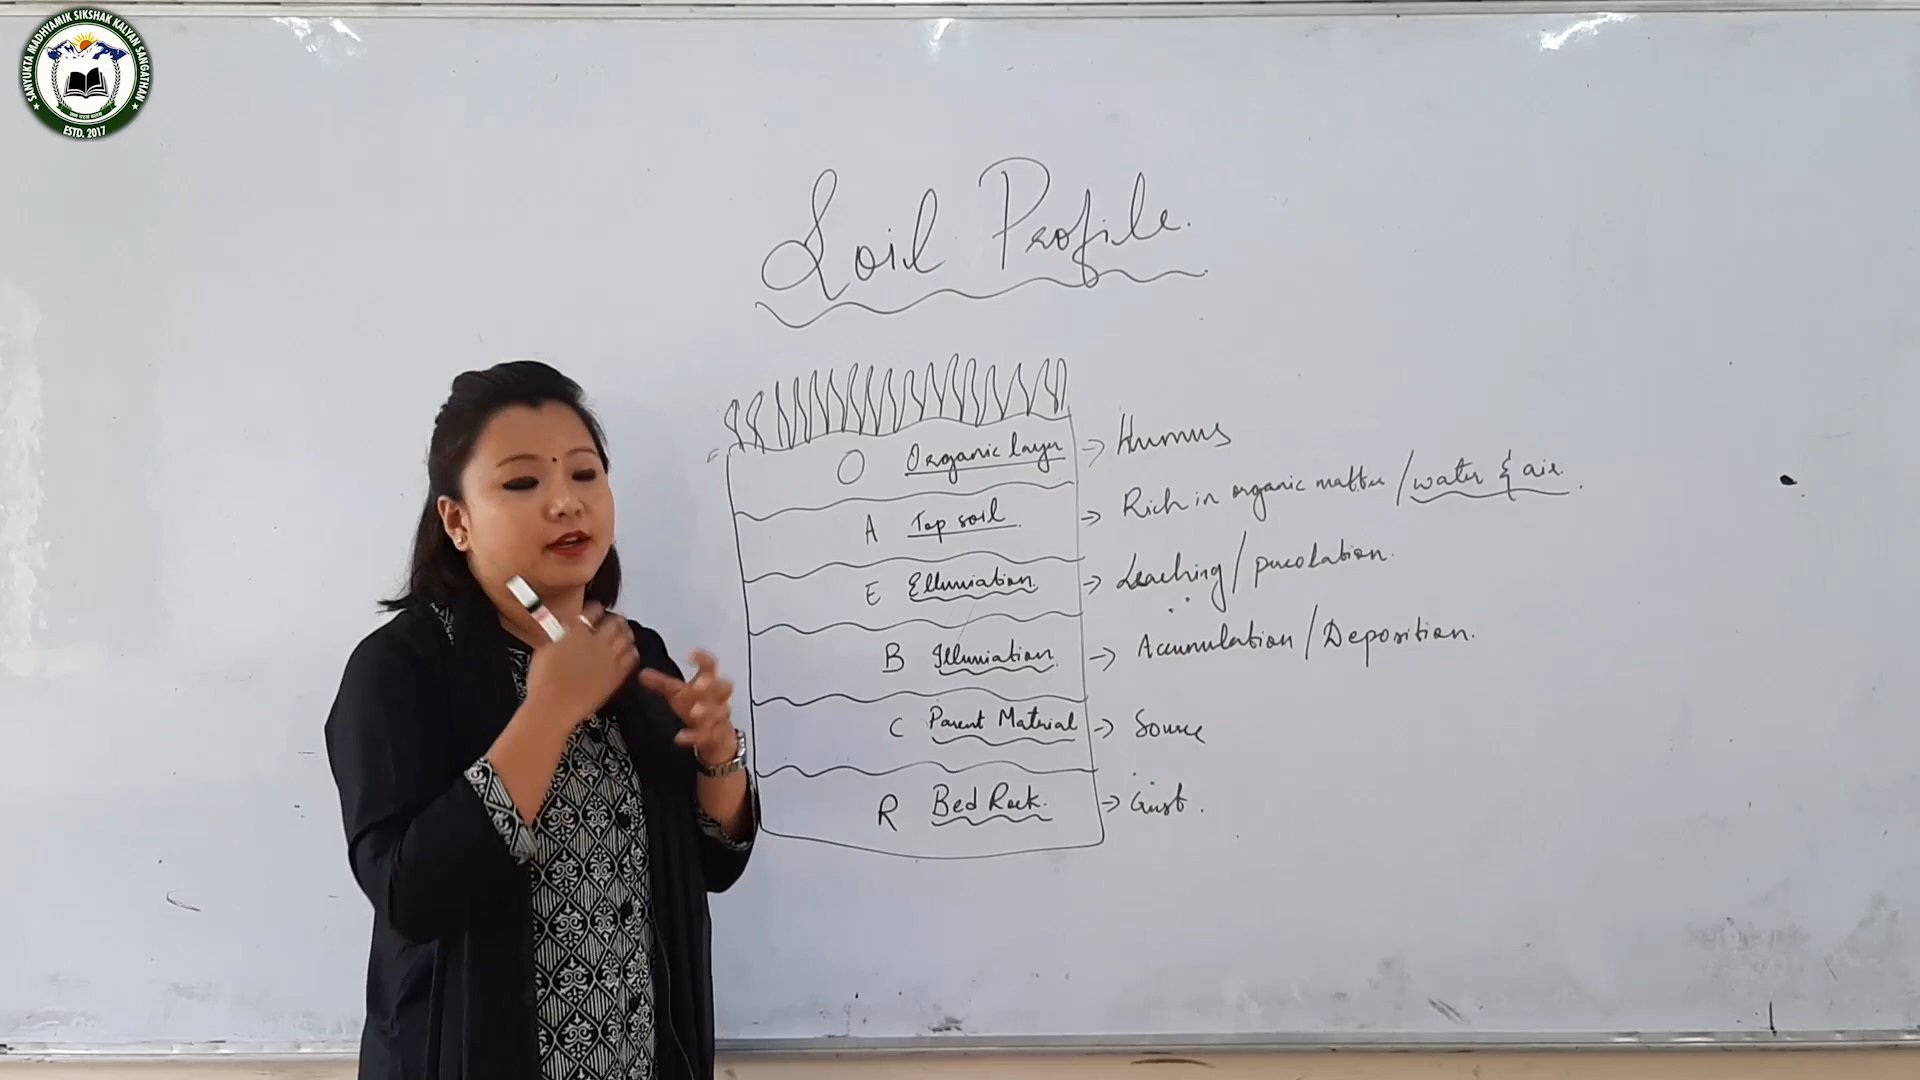 SANYUKTA MADHYAMIK SIKSHAK KALYAN SANGATHAN
ESTD. 2017
Soil Profile.
O Organic layer → Humus
A Top soil. → Rich in organic matter / water & air.
E Elluviation. → Leaching / pucolation.
B Illuviation. → Accumulation / Deposition.
C Parent Material → Source
R Bed Rock. → Crust.